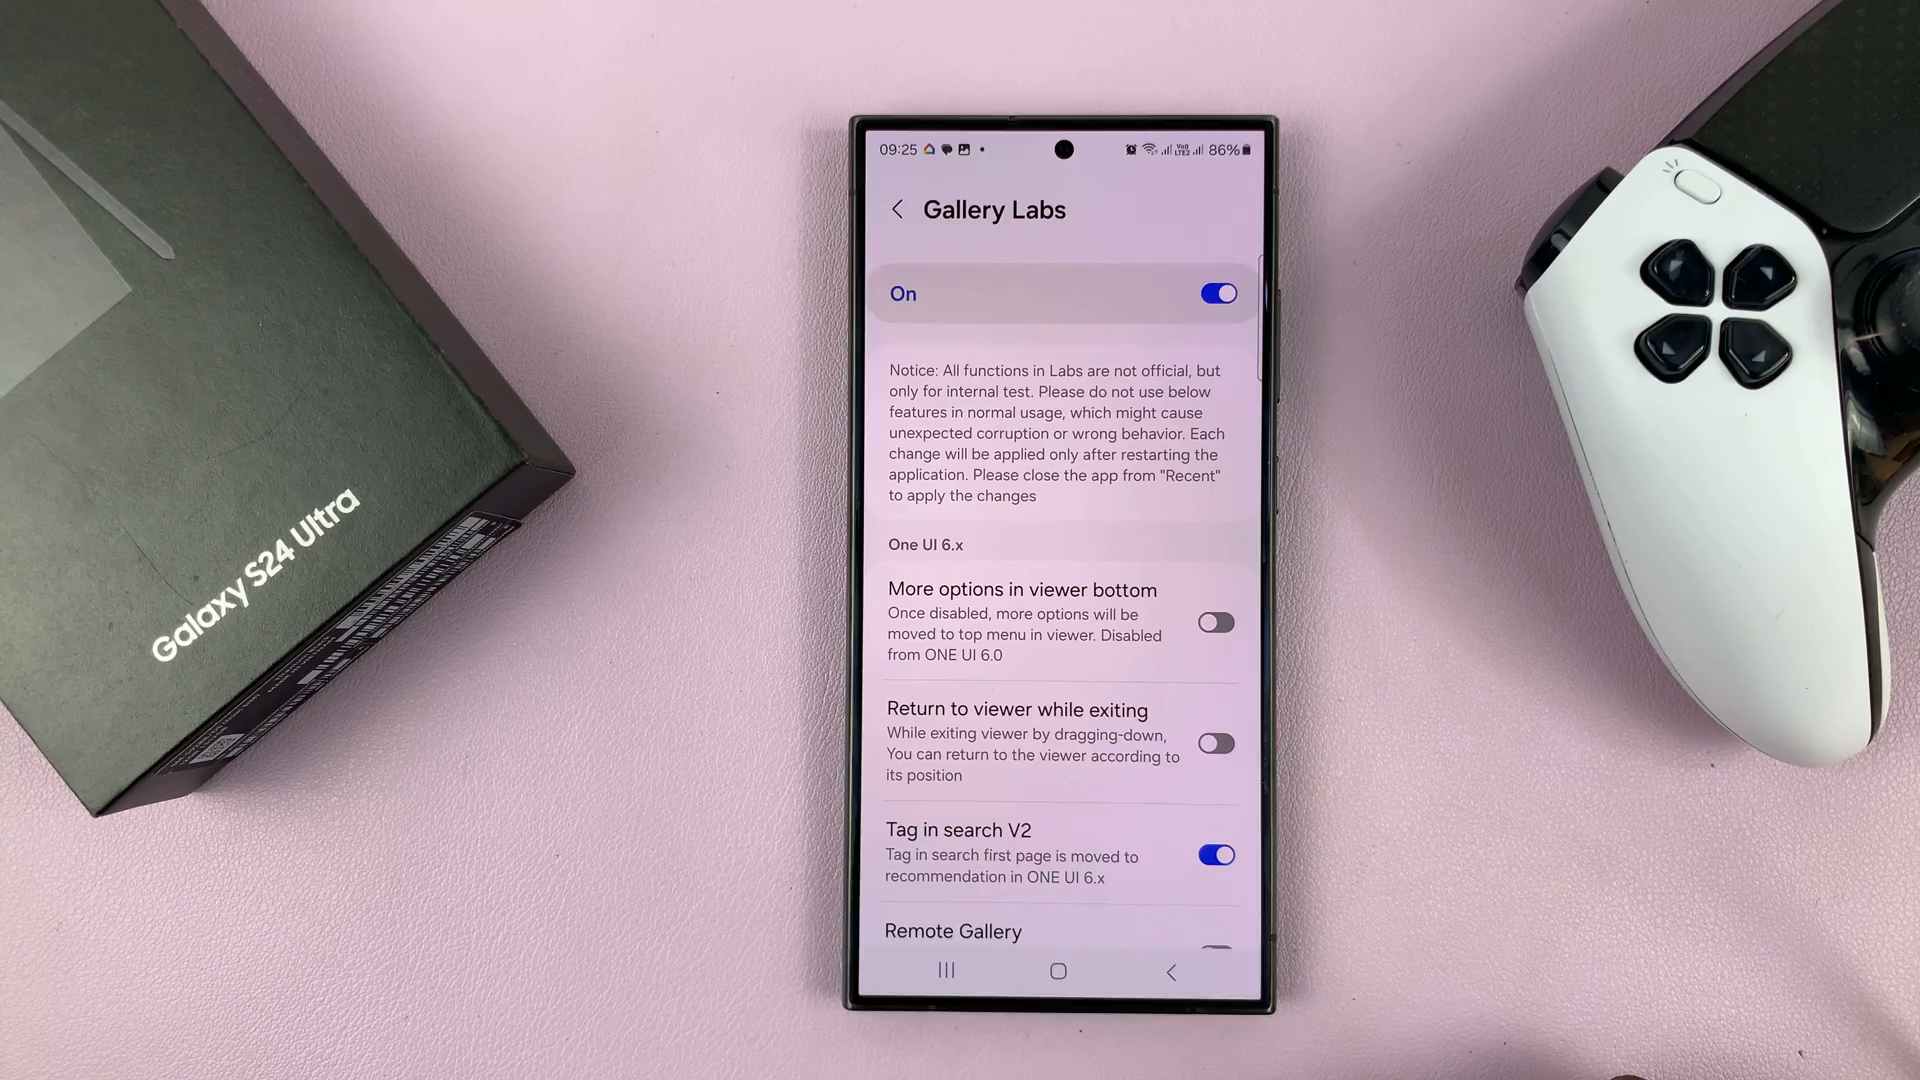 Galaxy S24 Ultra
09:25
VoD LTE2 86%
Gallery Labs
On
Notice: All functions in Labs are not official, but
only for internal test. Please do not use below
features in normal usage, which might cause
unexpected corruption or wrong behavior. Each
change will be applied only after restarting the
application. Please close the app from "Recent"
to apply the changes
One UI 6.x
More options in viewer bottom
Once disabled, more options will be
moved to top menu in viewer. Disabled
from ONE UI 6.0
Return to viewer while exiting
While exiting viewer by dragging-down,
You can return to the viewer according to
its position
Tag in search V2
Tag in search first page is moved to
recommendation in ONE UI 6.x
Remote Gallery